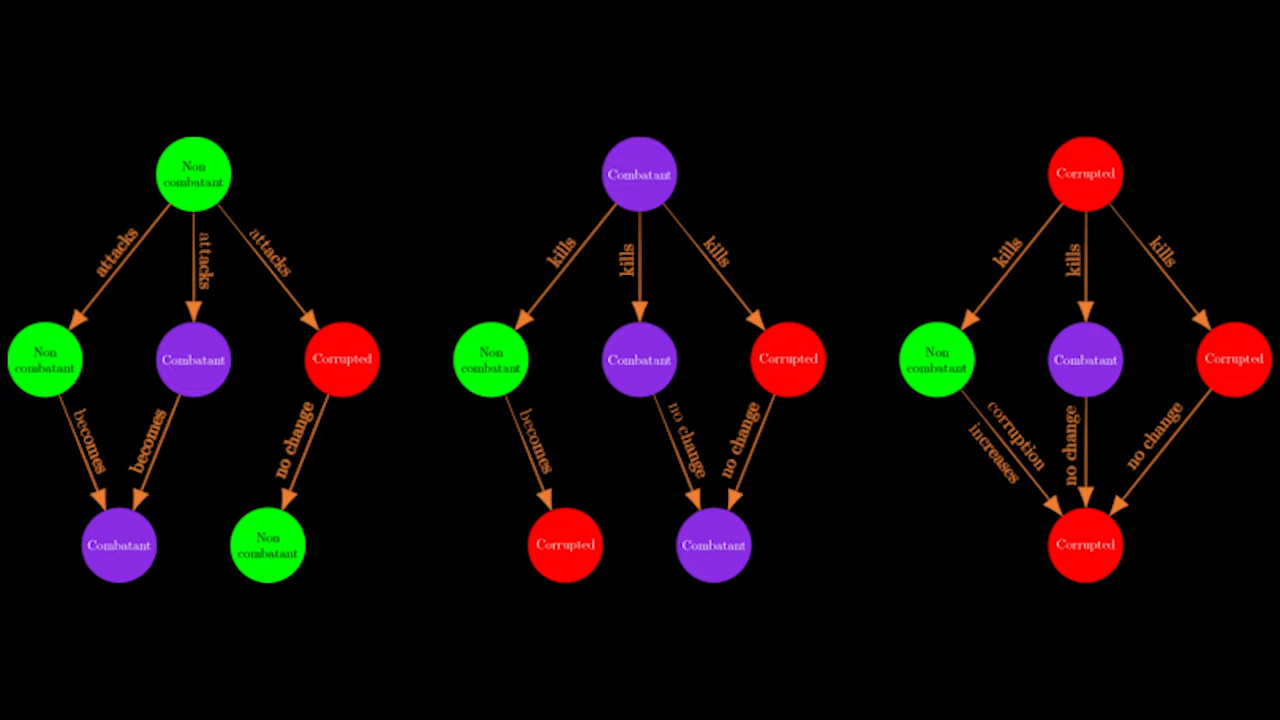 Non
combatant
attacks
attacks
attacks
Non
combatant
Combatant
Corrupted
becomes
becomes
no change
Combatant
Non
combatant
Combatant
kills
kills
kills
Non
combatant
Combatant
Corrupted
becomes
no change
no change
Corrupted
Combatant
Corrupted
kills
kills
kills
Non
combatant
Combatant
Corrupted
corruption
increases
no change
no change
Corrupted